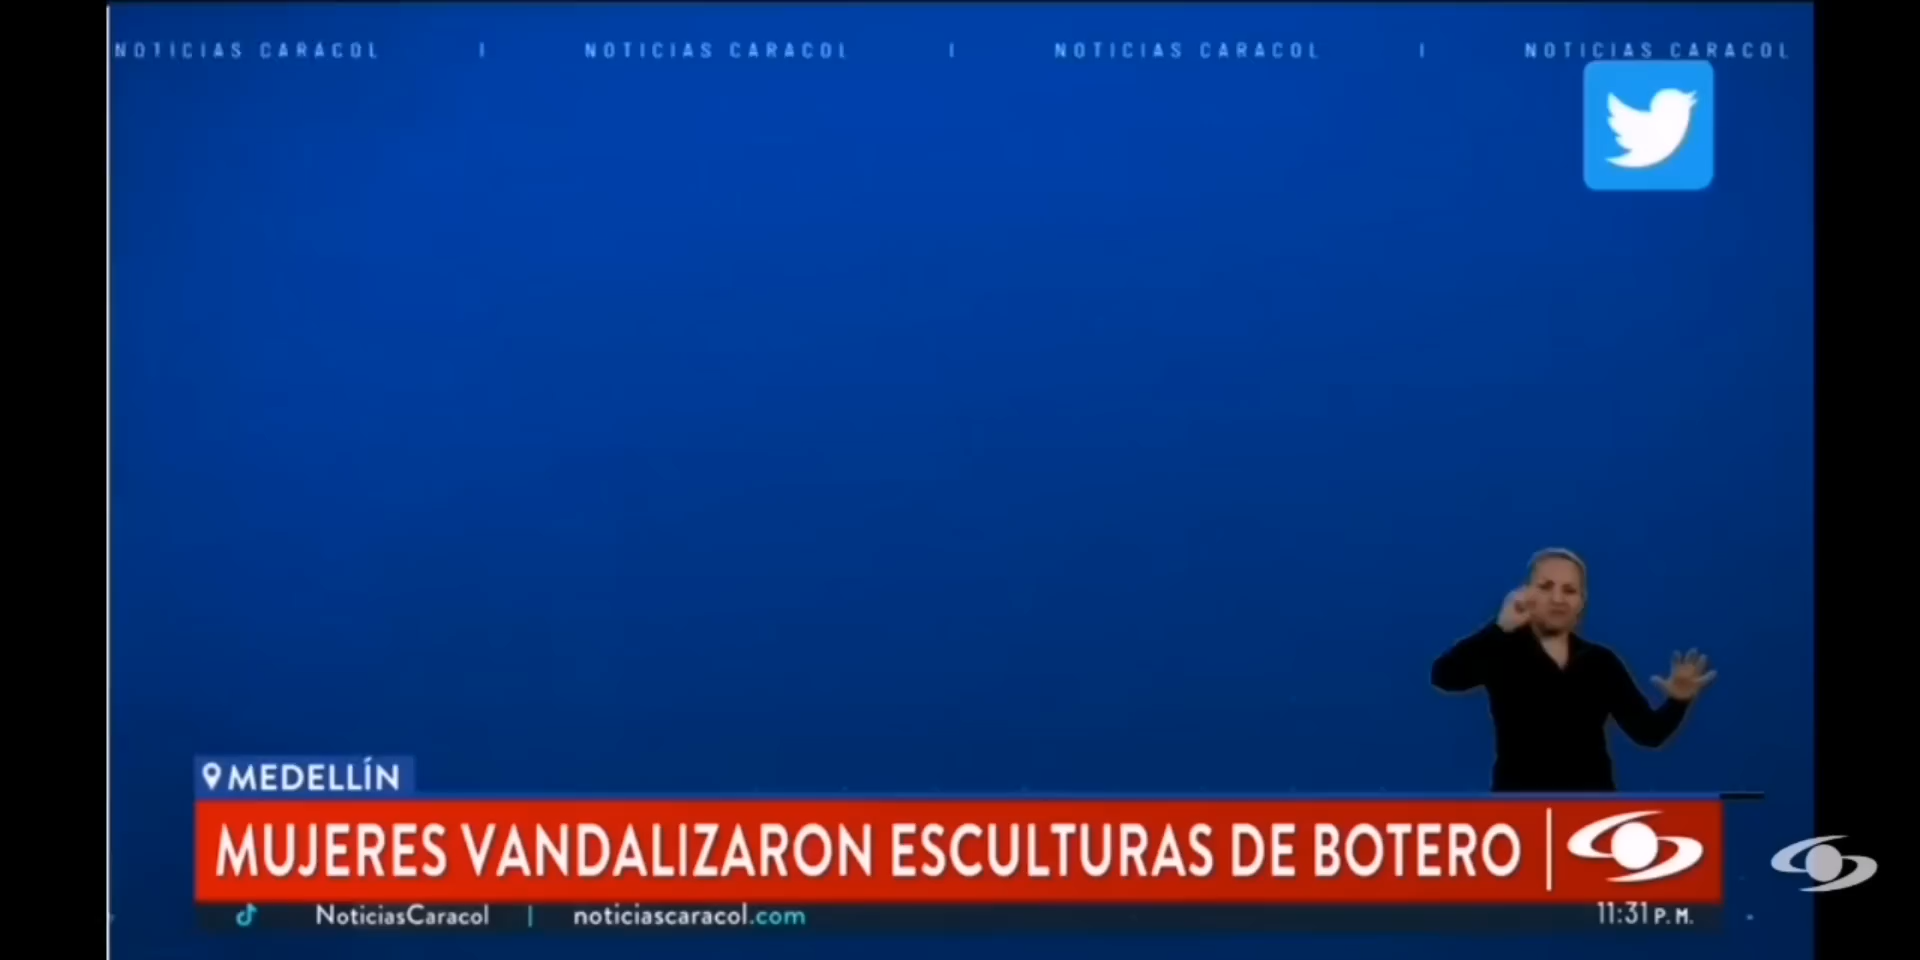 NOTICIAS CARACOL | NOTICIAS CARACOL | NOTICIAS CARACOL | NOTICIAS CARACOL
MEDELLÍN
MUJERES VANDALIZARON ESCULTURAS DE BOTERO
NoticiasCaracol | noticiascaracol.com 11:31 P. M.